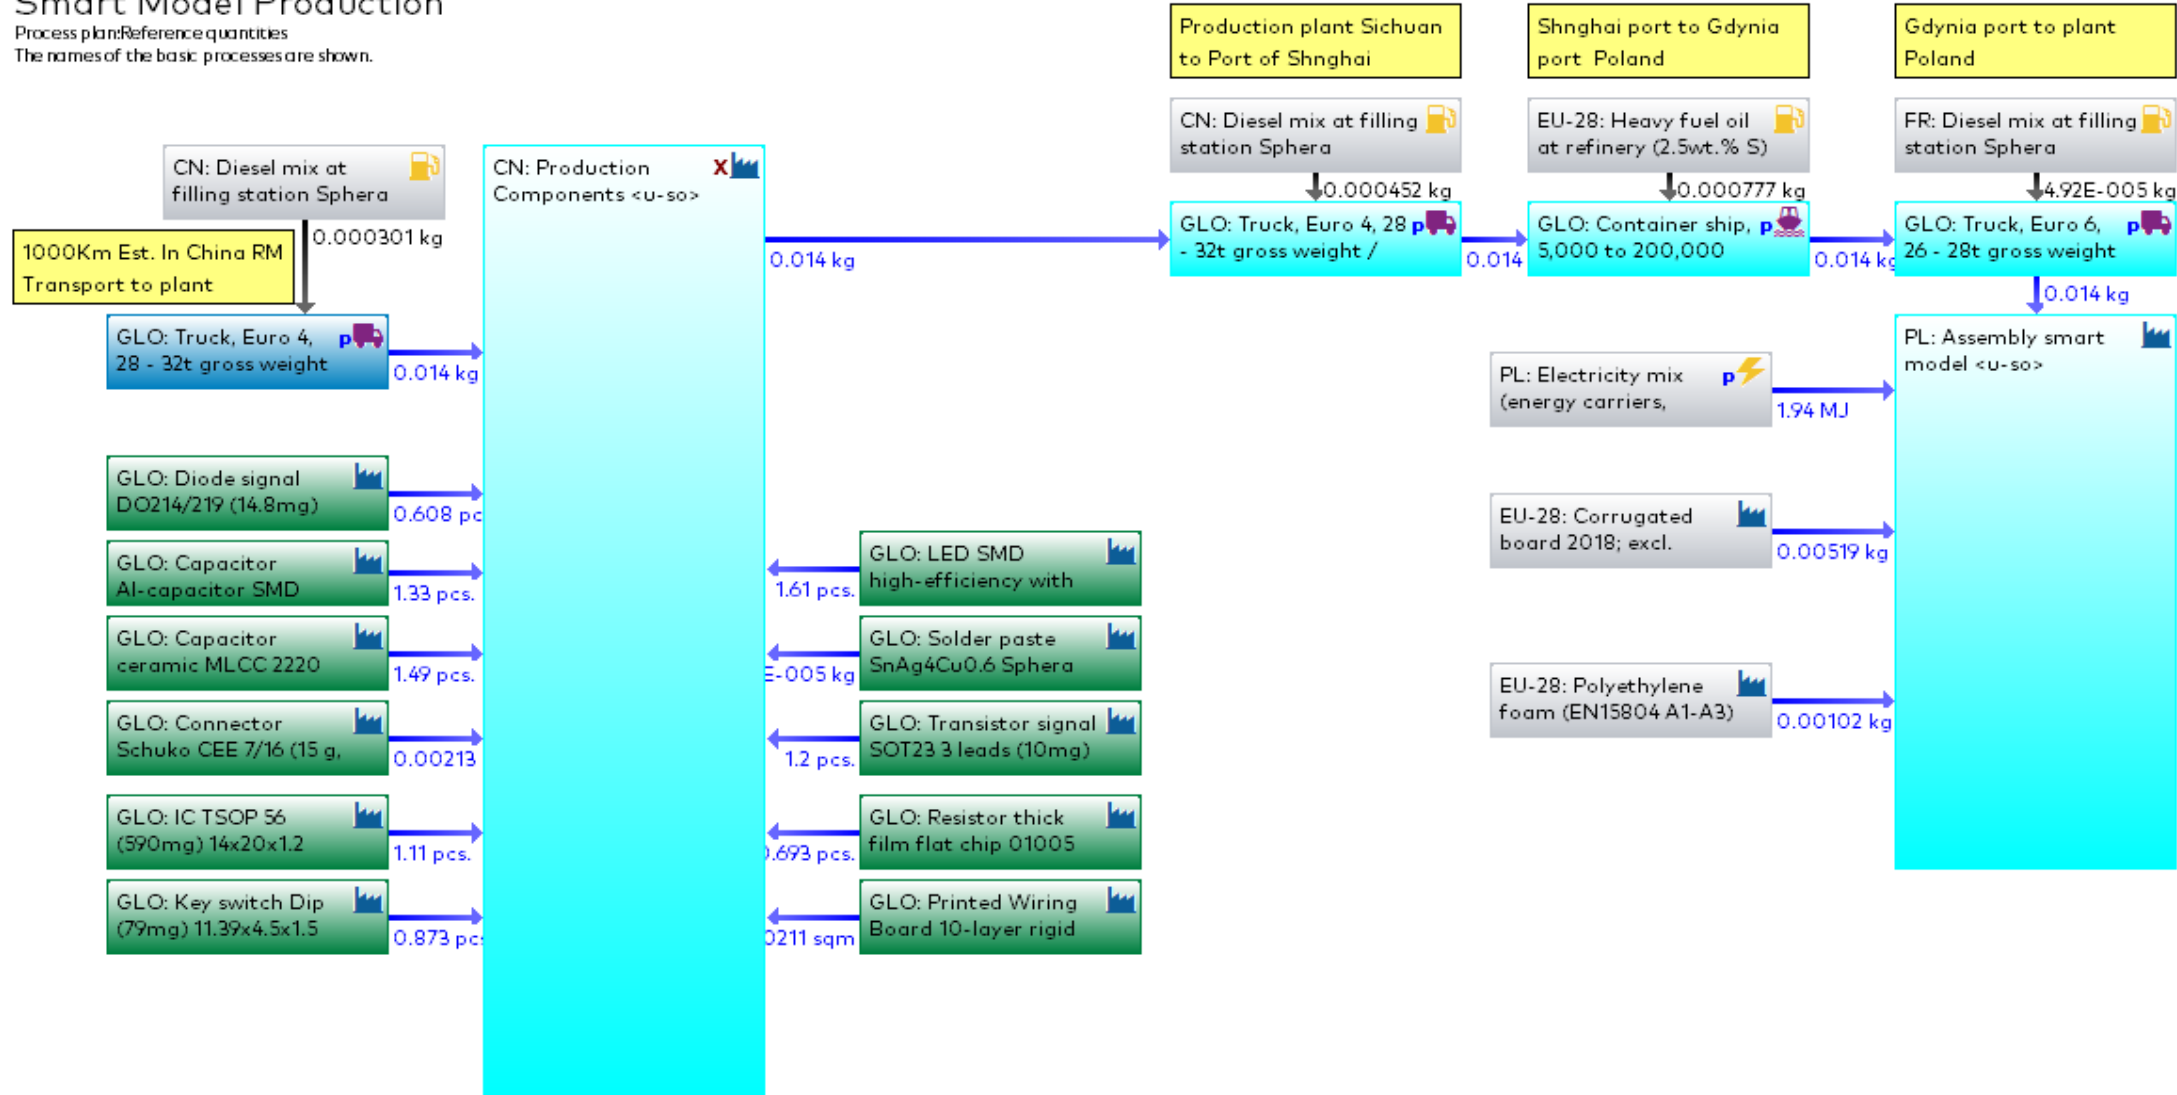 Smart Model Production
Process plan:Reference quantities
The names of the basic processes are shown.
Production plant Sichuan
to Port of Shnghai
Shnghai port to Gdynia
port Poland
Gdynia port to plant
Poland
CN: Diesel mix at filling
station Sphera
EU-28: Heavy fuel oil
at refinery (2.5wt.% S)
FR: Diesel mix at filling
station Sphera
0.000452 kg
0.000777 kg
4.92E-005 kg
CN: Diesel mix at
filling station Sphera
0.000301 kg
1000Km Est. In China RM
Transport to plant
GLO: Truck, Euro 4,
28 - 32t gross weight
p
0.014 kg
CN: Production
Components <u-so>
X
0.014 kg
GLO: Truck, Euro 4, 28
- 32t gross weight /
p
0.014
GLO: Container ship,
5,000 to 200,000
p
0.014 kg
GLO: Truck, Euro 6,
26 - 28t gross weight
p
0.014 kg
PL: Assembly smart
model <u-so>
PL: Electricity mix
(energy carriers,
p
1.94 MJ
EU-28: Corrugated
board 2018; excl.
0.00519 kg
EU-28: Polyethylene
foam (EN15804 A1-A3)
0.00102 kg
GLO: Diode signal
DO214/219 (14.8mg)
0.608 pc
GLO: Capacitor
Al-capacitor SMD
1.33 pcs.
GLO: Capacitor
ceramic MLCC 2220
1.49 pcs.
GLO: Connector
Schuko CEE 7/16 (15 g,
0.00213
GLO: IC TSOP 56
(590mg) 14x20x1.2
1.11 pcs.
GLO: Key switch Dip
(79mg) 11.39x4.5x1.5
0.873 pcs
GLO: LED SMD
high-efficiency with
1.61 pcs.
GLO: Solder paste
SnAg4Cu0.6 Sphera
E-005 kg
GLO: Transistor signal
SOT23 3 leads (10mg)
1.2 pcs.
GLO: Resistor thick
film flat chip 01005
0.693 pcs.
GLO: Printed Wiring
Board 10-layer rigid
0211 sqm